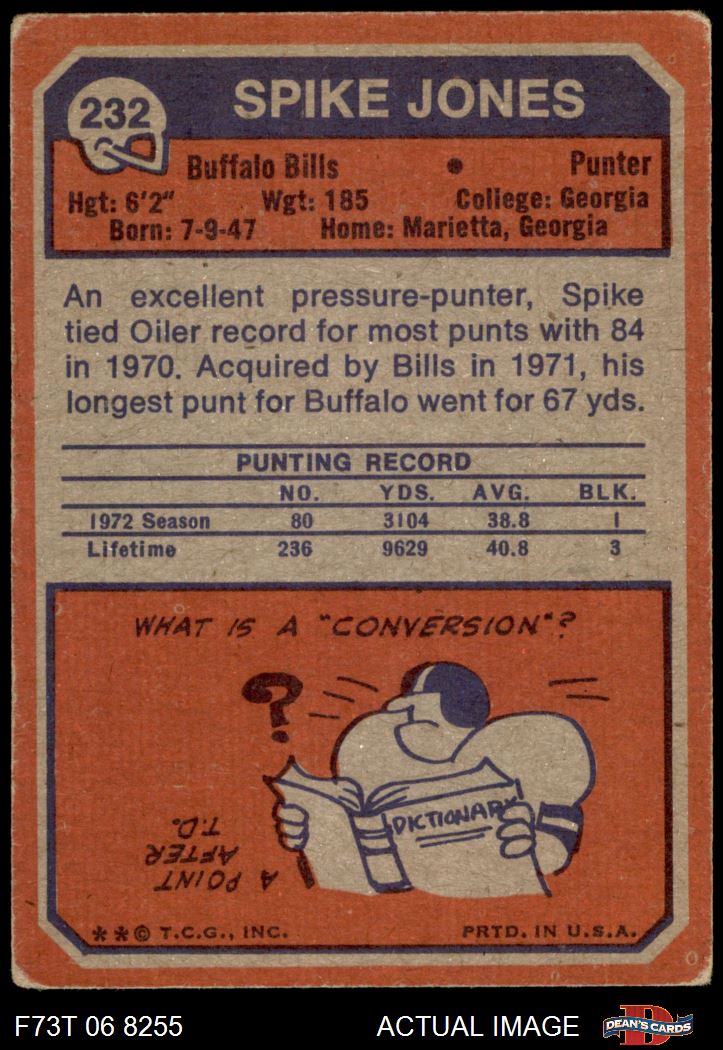 232
SPIKE JONES
Buffalo Bills • Punter
Hgt: 6'2" Wgt: 185 College: Georgia
Born: 7-9-47 Home: Marietta, Georgia
An excellent pressure-punter, Spike
tied Oiler record for most punts with 84
in 1970. Acquired by Bills in 1971, his
longest punt for Buffalo went for 67 yds.
PUNTING RECORD
NO. YDS. AVG. BLK.
1972 Season 80 3104 38.8 1
Lifetime 236 9629 40.8 3
WHAT IS A "CONVERSION"?
?
DICTIONARY
A POINT
AFTER
T.D.
**© T.C.G., INC. PRTD. IN U.S.A.
F73T 06 8255 ACTUAL IMAGE
D
DEAN'S CARDS